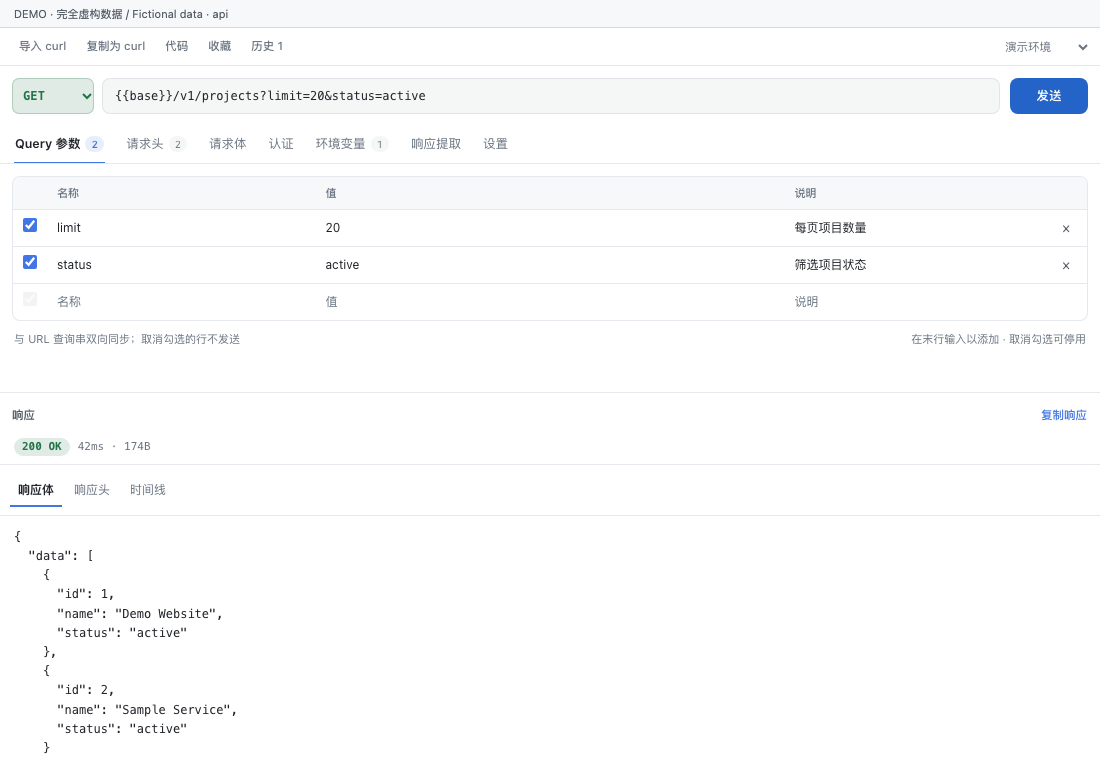 DEMO · 完全虚构数据 / Fictional data · api
导入 curl 复制为 curl 代码 收藏 历史 1 演示环境
GET {{base}}/v1/projects?limit=20&status=active 发送
Query 参数 2 请求头 2 请求体 认证 环境变量 1 响应提取 设置
名称 值 说明
limit 20 每页项目数量 ×
status active 筛选项目状态 ×
名称 值 说明
与 URL 查询串双向同步；取消勾选的行不发送 在末行输入以添加 · 取消勾选可停用
响应 复制响应
200 OK 42ms · 174B
响应体 响应头 时间线
{
"data": [
{
"id": 1,
"name": "Demo Website",
"status": "active"
},
{
"id": 2,
"name": "Sample Service",
"status": "active"
}